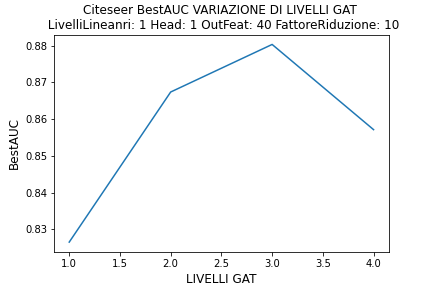 Citeseer BestAUC VARIAZIONE DI LIVELLI GAT
LivelliLineanri: 1 Head: 1 OutFeat: 40 FattoreRiduzione: 10
0.88
0.87
0.86
0.85
0.84
0.83
BestAUC
1.0 1.5 2.0 2.5 3.0 3.5 4.0
LIVELLI GAT